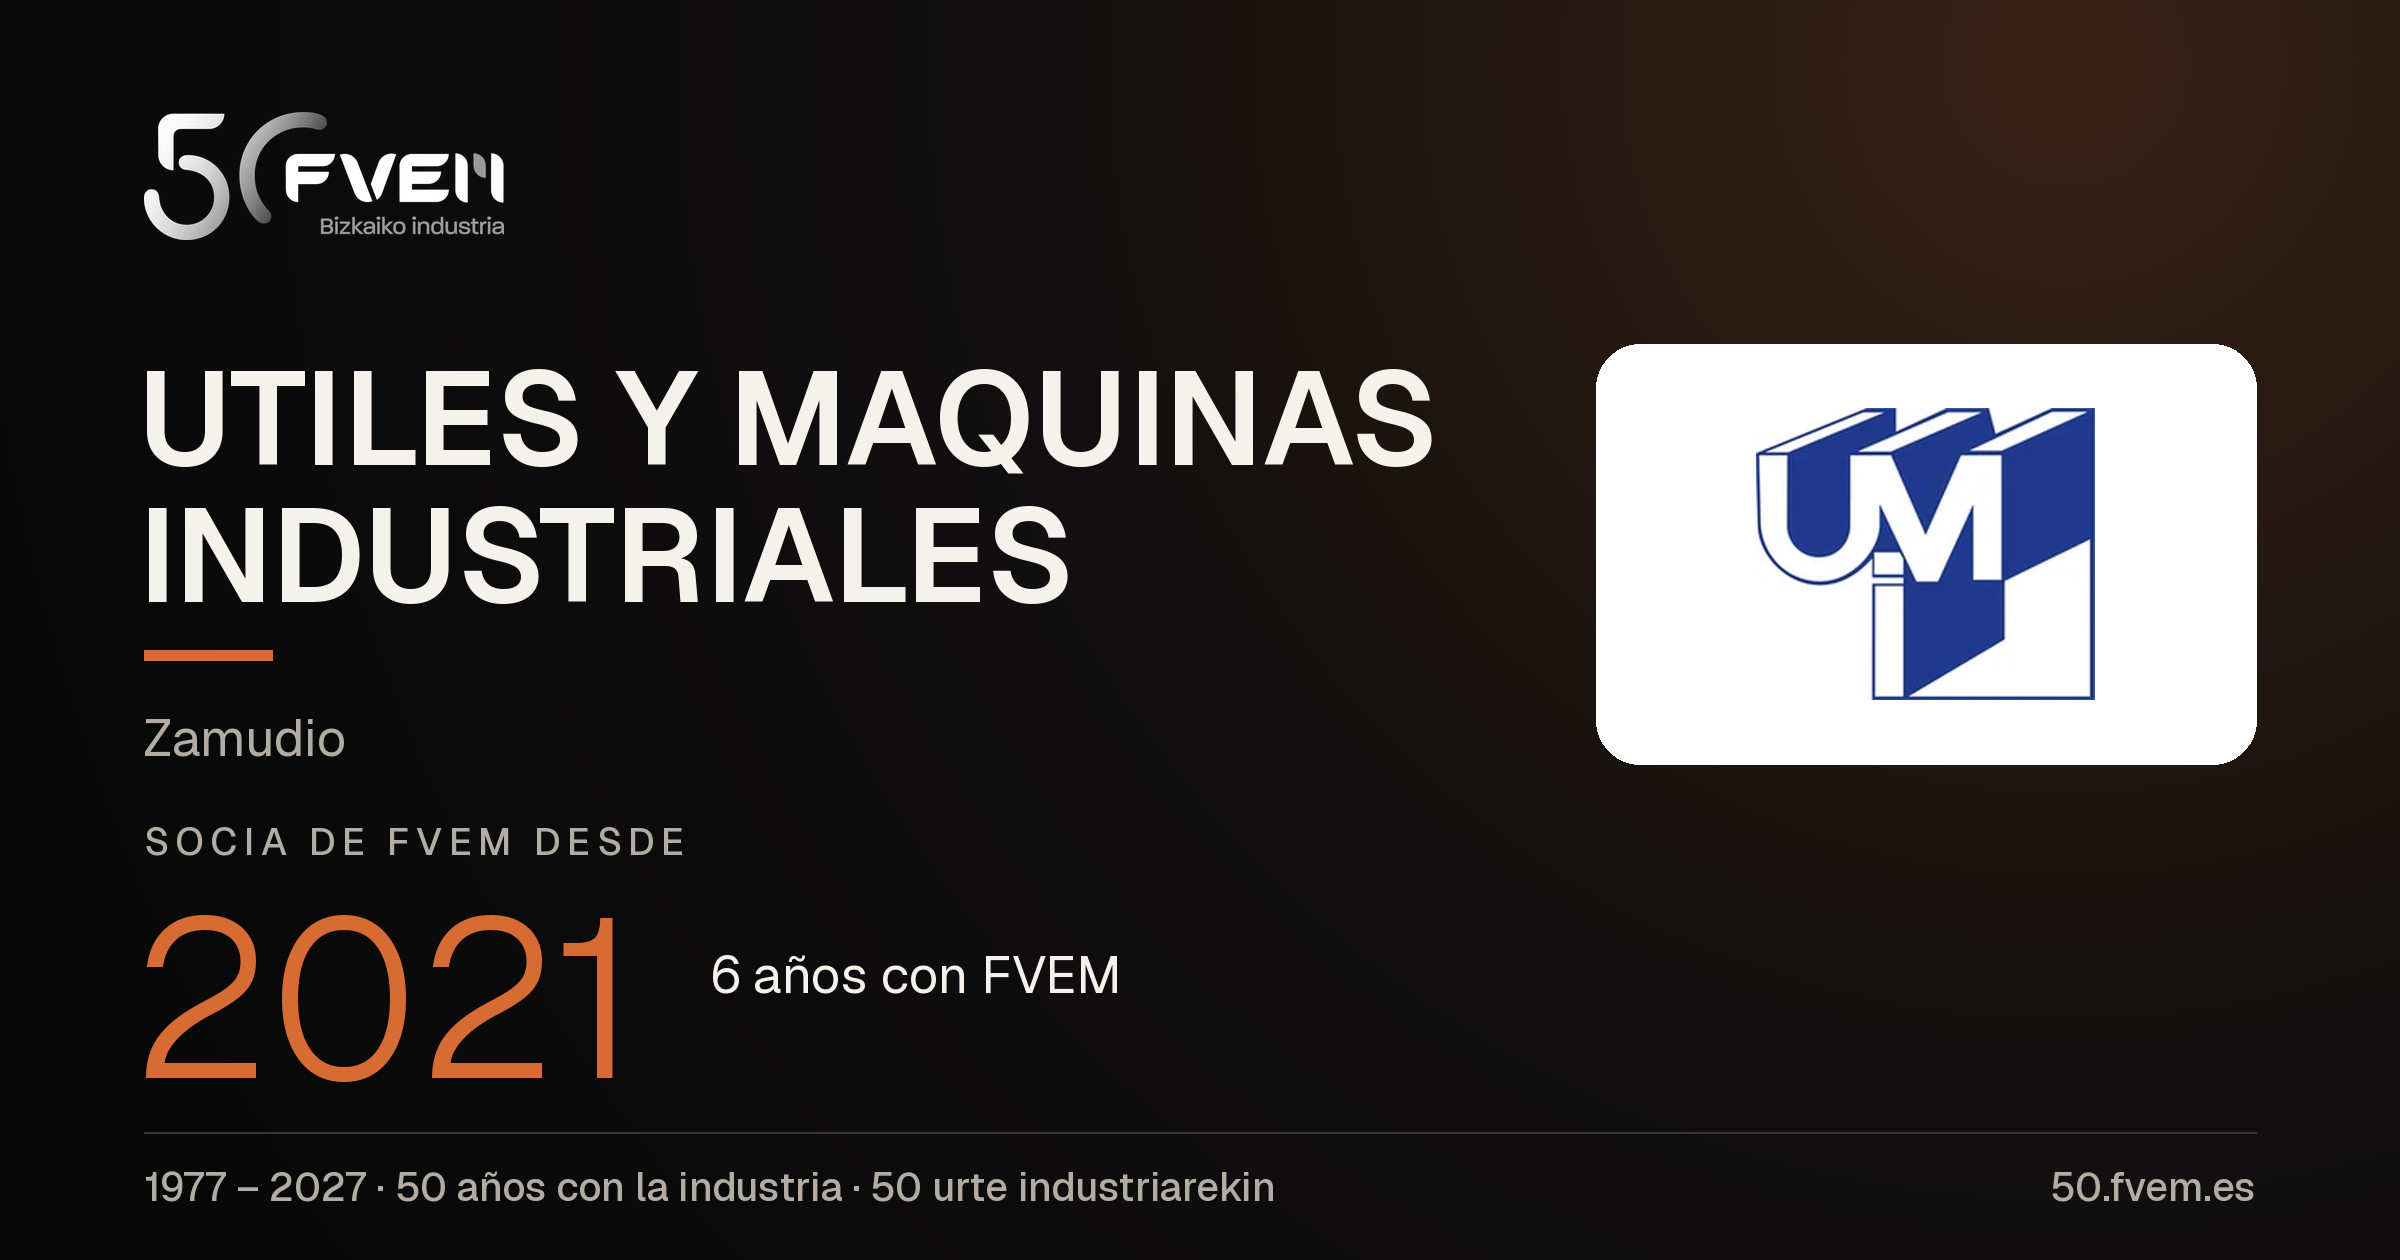 50 FVEM
Bizkaiko industria
UTILES Y MAQUINAS
INDUSTRIALES
UMi
Zamudio
SOCIA DE FVEM DESDE
2021
6 años con FVEM
1977 – 2027 · 50 años con la industria · 50 urte industriarekin
50.fvem.es